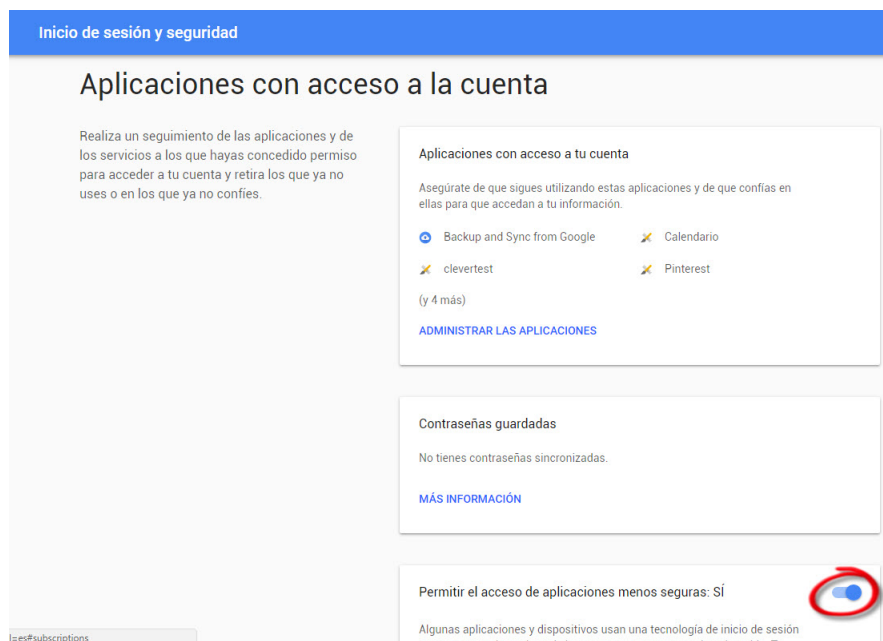 Inicio de sesión y seguridad
Aplicaciones con acceso a la cuenta
Realiza un seguimiento de las aplicaciones y de
los servicios a los que hayas concedido permiso
para acceder a tu cuenta y retira los que ya no
uses o en los que ya no confíes.
Aplicaciones con acceso a tu cuenta
Asegúrate de que sigues utilizando estas aplicaciones y de que confías en
ellas para que accedan a tu información.
Backup and Sync from Google
Calendario
clevertest
Pinterest
(y 4 más)
ADMINISTRAR LAS APLICACIONES
Contraseñas guardadas
No tienes contraseñas sincronizadas.
MÁS INFORMACIÓN
Permitir el acceso de aplicaciones menos seguras: SÍ
Algunas aplicaciones y dispositivos usan una tecnología de inicio de sesión
l=es#subscriptions